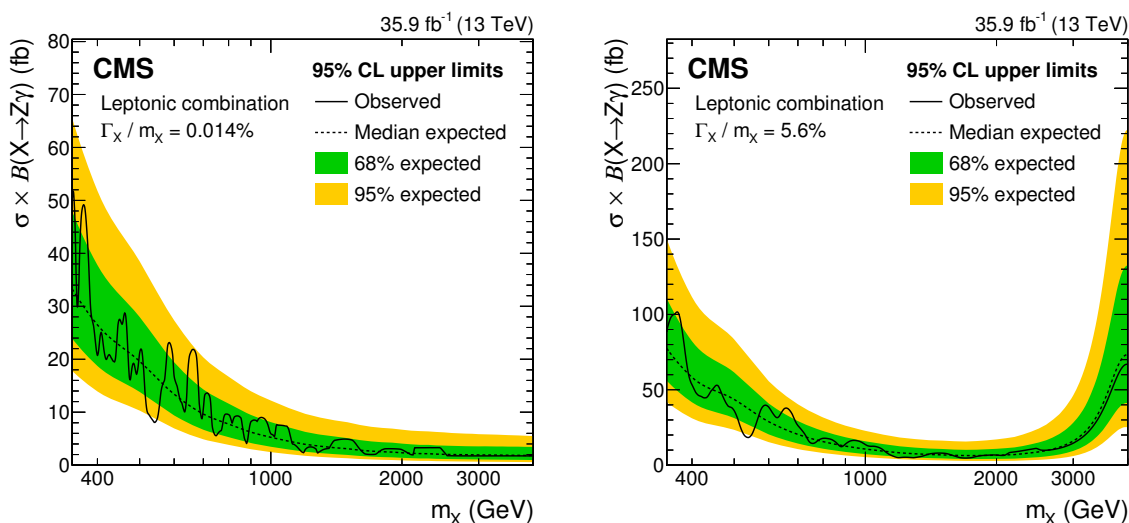 35.9 fb⁻¹ (13 TeV)
CMS
95% CL upper limits
Leptonic combination
Γ_X / m_X = 0.014%
Observed
Median expected
68% expected
95% expected
σ × B(X→Zγ) (fb)
80
70
60
50
40
30
20
10
0
400
1000
2000
3000
m_X (GeV)
35.9 fb⁻¹ (13 TeV)
CMS
95% CL upper limits
Leptonic combination
Γ_X / m_X = 5.6%
Observed
Median expected
68% expected
95% expected
σ × B(X→Zγ) (fb)
250
200
150
100
50
0
400
1000
2000
3000
m_X (GeV)